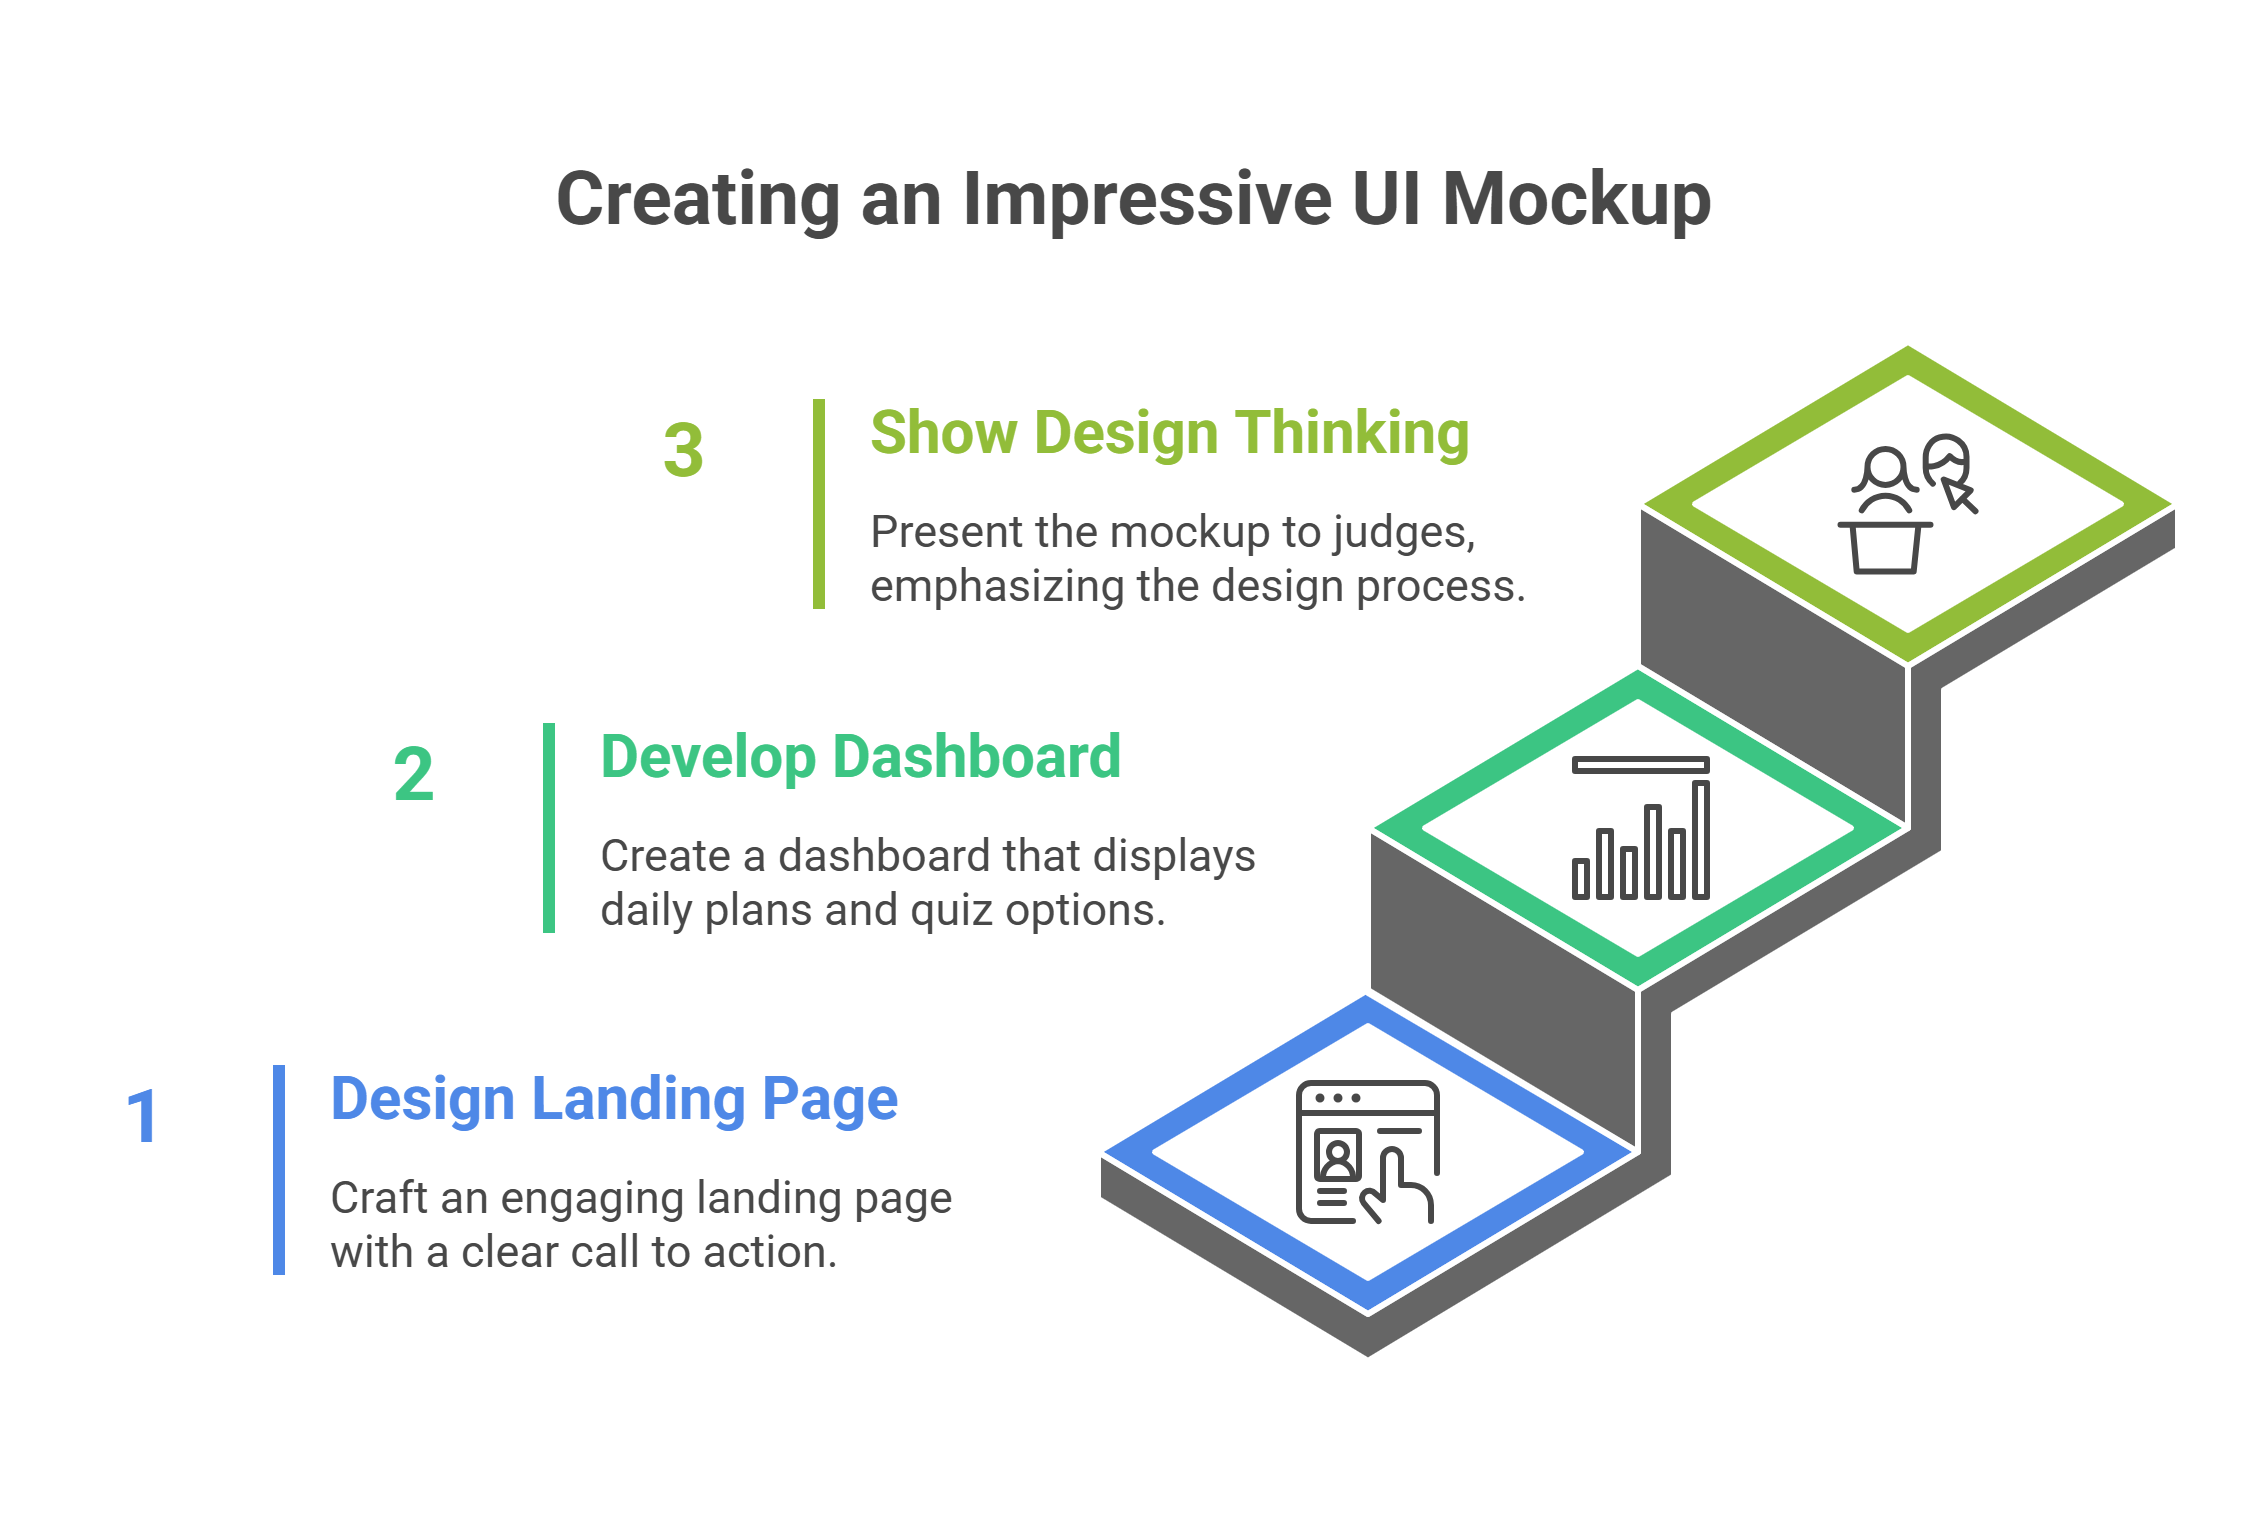 Creating an Impressive UI Mockup
3
Show Design Thinking
Present the mockup to judges,
emphasizing the design process.
2
Develop Dashboard
Create a dashboard that displays
daily plans and quiz options.
1
Design Landing Page
Craft an engaging landing page
with a clear call to action.